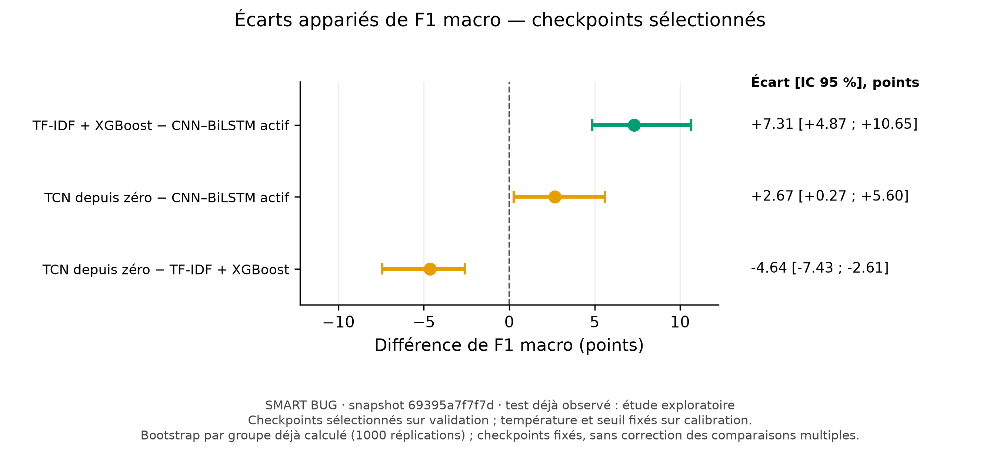 Écarts appariés de F1 macro — checkpoints sélectionnés
Écart [IC 95 %], points
TF-IDF + XGBoost − CNN–BiLSTM actif
+7.31 [+4.87 ; +10.65]
TCN depuis zéro − CNN–BiLSTM actif
+2.67 [+0.27 ; +5.60]
TCN depuis zéro − TF-IDF + XGBoost
-4.64 [-7.43 ; -2.61]
−10 −5 0 5 10
Différence de F1 macro (points)
SMART BUG · snapshot 69395a7f7f7d · test déjà observé : étude exploratoire
Checkpoints sélectionnés sur validation ; température et seuil fixés sur calibration.
Bootstrap par groupe déjà calculé (1000 réplications) ; checkpoints fixés, sans correction des comparaisons multiples.